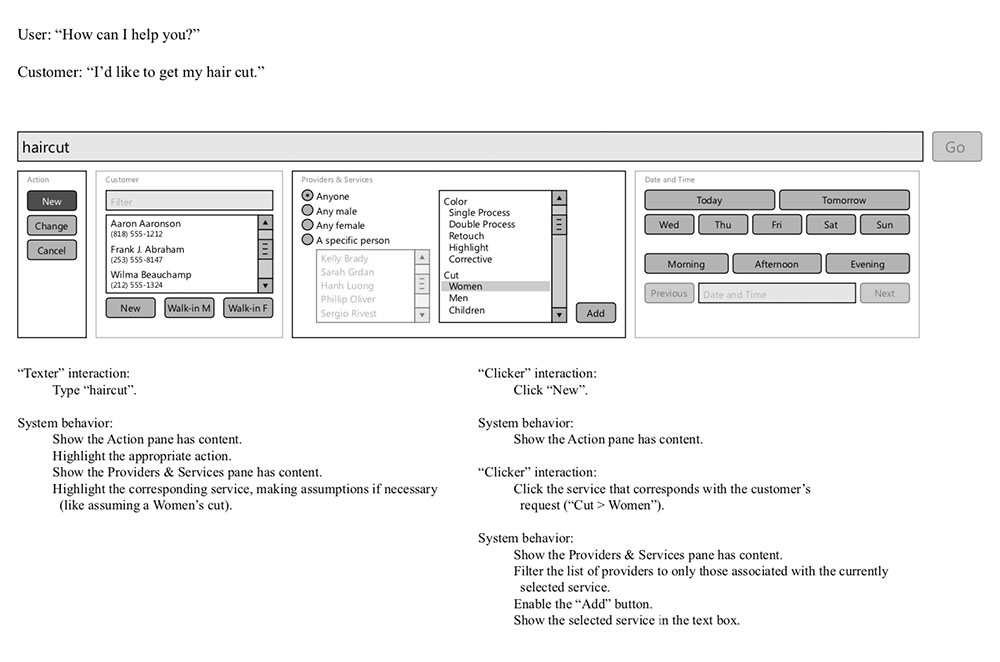 User: “How can I help you?”
Customer: “I’d like to get my hair cut.”
haircut
Go
Action
New
Change
Cancel
Customer
Filter
Aaron Aaronson
(818) 555-1212
Frank J. Abraham
(253) 555-8147
Wilma Beauchamp
(212) 555-1324
New
Walk-in M
Walk-in F
Providers & Services
Anyone
Any male
Any female
A specific person
Kelly Brady
Sarah Grdan
Hanh Luong
Phillip Oliver
Sergio Rivest
Color
Single Process
Double Process
Retouch
Highlight
Corrective
Cut
Women
Men
Children
Add
Date and Time
Today
Tomorrow
Wed
Thu
Fri
Sat
Sun
Morning
Afternoon
Evening
Previous
Date and Time
Next
“Texter” interaction:
Type “haircut”.
System behavior:
Show the Action pane has content.
Highlight the appropriate action.
Show the Providers & Services pane has content.
Highlight the corresponding service, making assumptions if necessary
(like assuming a Women’s cut).
“Clicker” interaction:
Click “New”.
System behavior:
Show the Action pane has content.
“Clicker” interaction:
Click the service that corresponds with the customer’s
request (“Cut > Women”).
System behavior:
Show the Providers & Services pane has content.
Filter the list of providers to only those associated with the currently
selected service.
Enable the “Add” button.
Show the selected service in the text box.